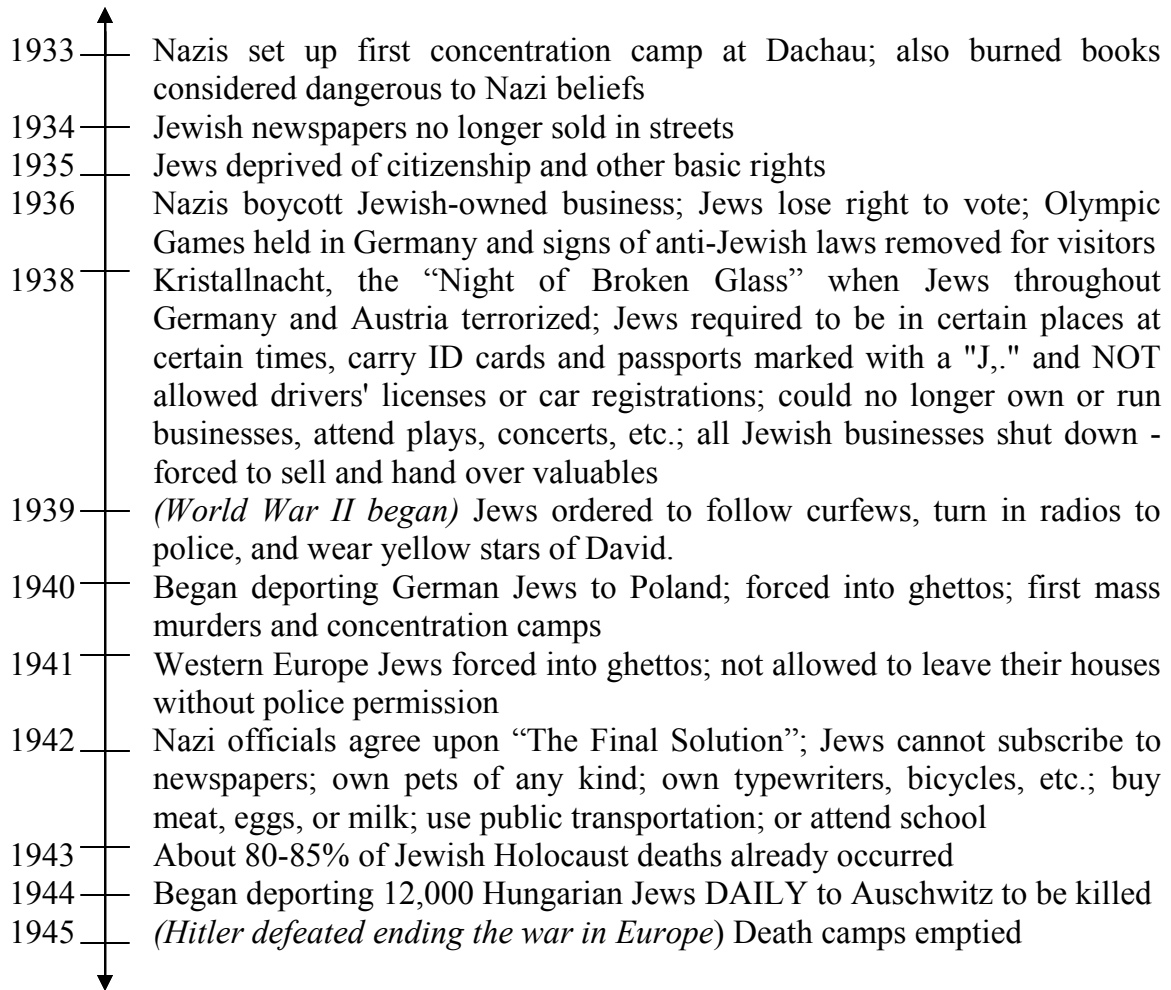 1933 Nazis set up first concentration camp at Dachau; also burned books
considered dangerous to Nazi beliefs
1934 Jewish newspapers no longer sold in streets
1935 Jews deprived of citizenship and other basic rights
1936 Nazis boycott Jewish-owned business; Jews lose right to vote; Olympic
Games held in Germany and signs of anti-Jewish laws removed for visitors
1938 Kristallnacht, the “Night of Broken Glass” when Jews throughout
Germany and Austria terrorized; Jews required to be in certain places at
certain times, carry ID cards and passports marked with a "J,." and NOT
allowed drivers' licenses or car registrations; could no longer own or run
businesses, attend plays, concerts, etc.; all Jewish businesses shut down -
forced to sell and hand over valuables
1939 (World War II began) Jews ordered to follow curfews, turn in radios to
police, and wear yellow stars of David.
1940 Began deporting German Jews to Poland; forced into ghettos; first mass
murders and concentration camps
1941 Western Europe Jews forced into ghettos; not allowed to leave their houses
without police permission
1942 Nazi officials agree upon “The Final Solution”; Jews cannot subscribe to
newspapers; own pets of any kind; own typewriters, bicycles, etc.; buy
meat, eggs, or milk; use public transportation; or attend school
1943 About 80-85% of Jewish Holocaust deaths already occurred
1944 Began deporting 12,000 Hungarian Jews DAILY to Auschwitz to be killed
1945 (Hitler defeated ending the war in Europe) Death camps emptied